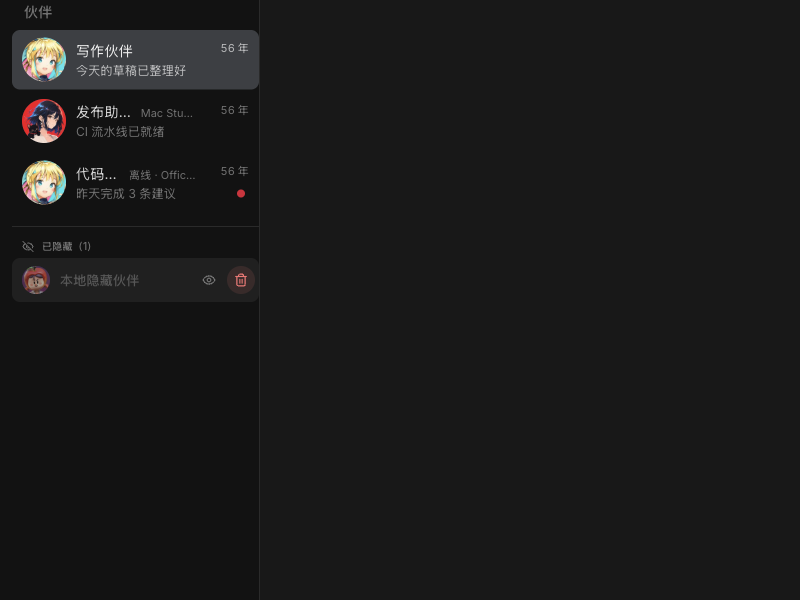 伙伴
写作伙伴 56 年
今天的草稿已整理好
发布助... Mac Stu... 56 年
CI 流水线已就绪
代码... 离线 · Offic... 56 年
昨天完成 3 条建议
已隐藏（1）
本地隐藏伙伴